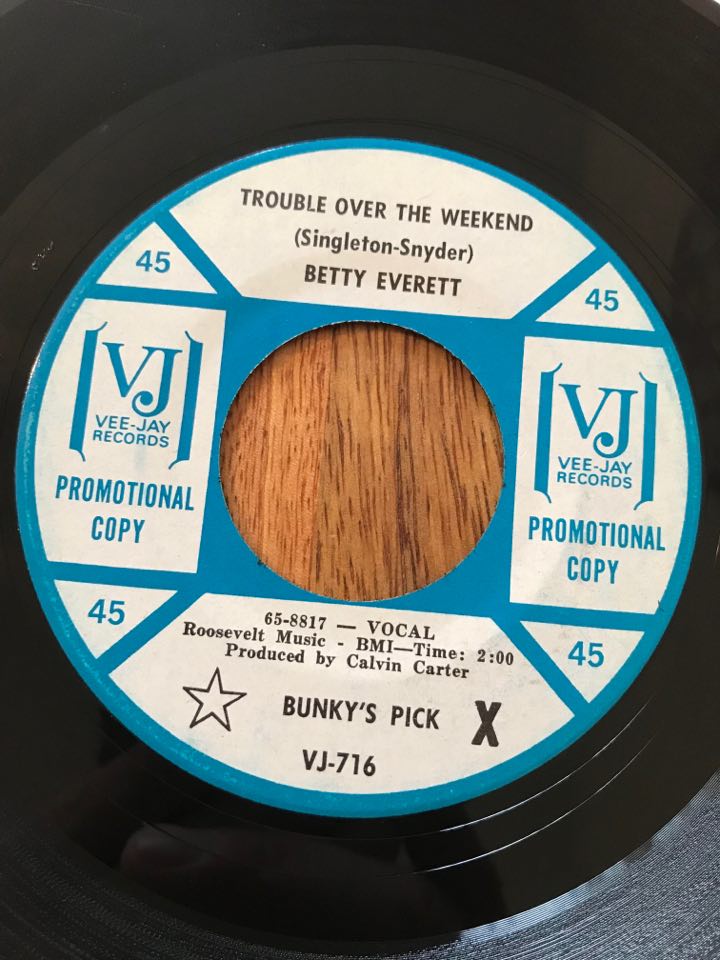 TROUBLE OVER THE WEEKEND
(Singleton-Snyder)
BETTY EVERETT
45
45
VJ
VEE-JAY
RECORDS
PROMOTIONAL
COPY
VJ
VEE-JAY
RECORDS
PROMOTIONAL
COPY
45
45
65-8817 — VOCAL
Roosevelt Music - BMI—Time: 2:00
Produced by Calvin Carter
BUNKY'S PICK X
VJ-716